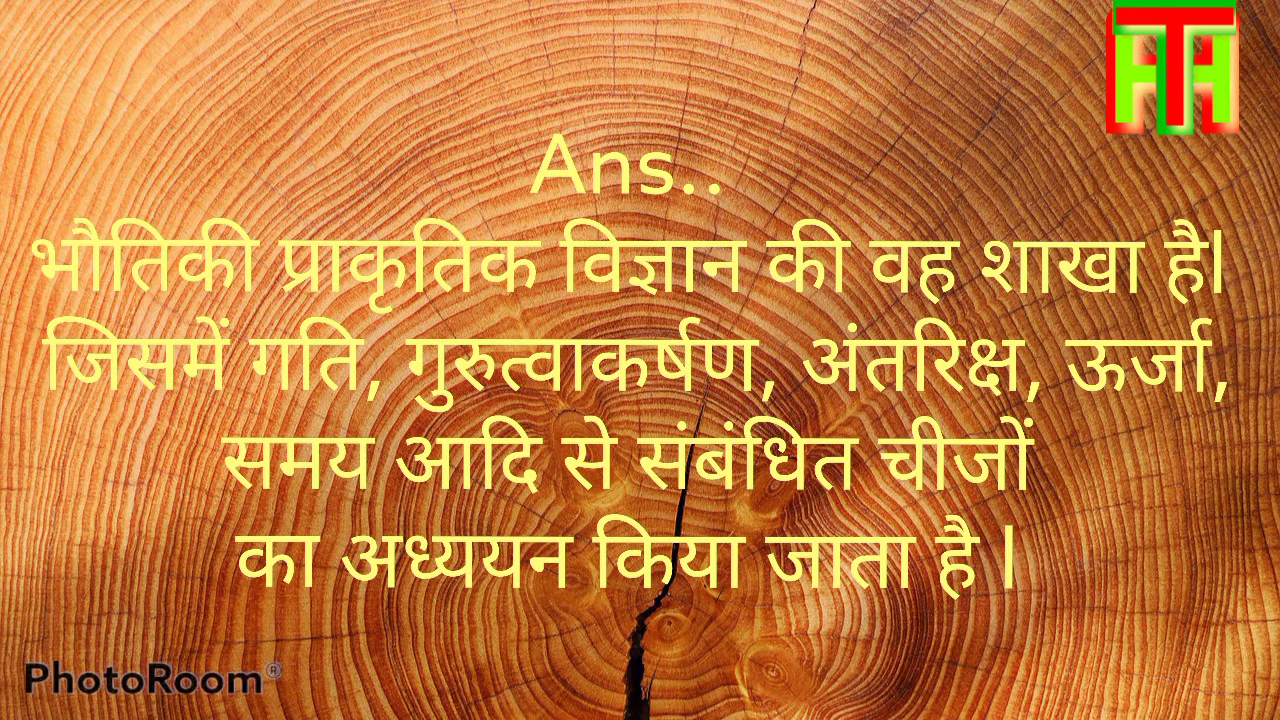 Ans..
भौतिकी प्राकृतिक विज्ञान की वह शाखा है।
जिसमें गति, गुरुत्वाकर्षण, अंतरिक्ष, ऊर्जा,
समय आदि से संबंधित चीजों
का अध्ययन किया जाता है ।
PhotoRoom®